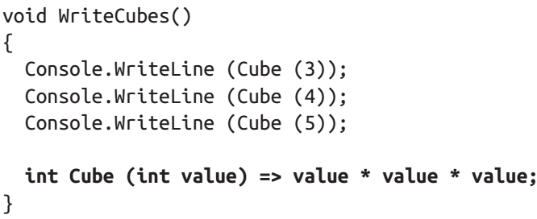 void WriteCubes()
{
  Console.WriteLine (Cube (3));
  Console.WriteLine (Cube (4));
  Console.WriteLine (Cube (5));

  int Cube (int value) => value * value * value;
}